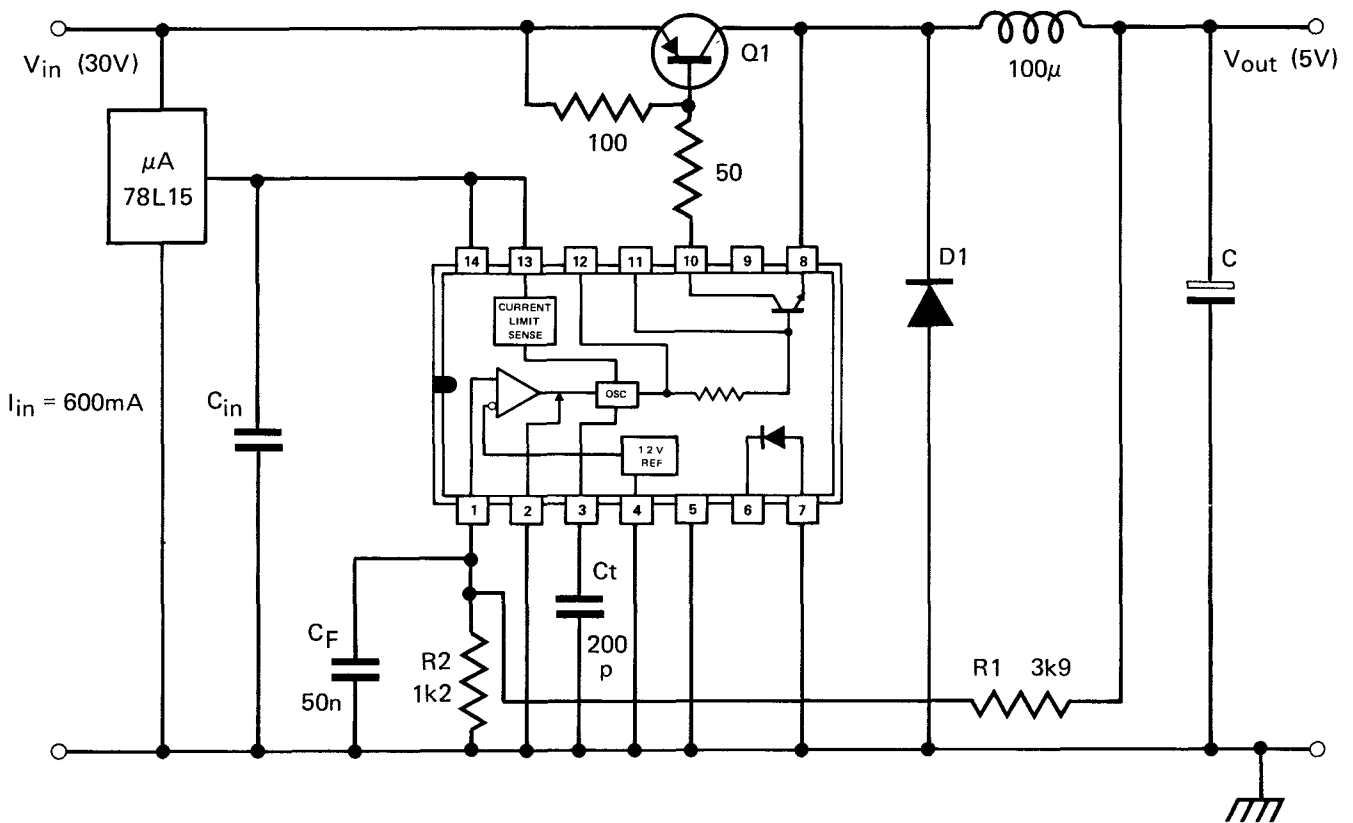 Q1
Vin (30V)
100μ
Vout (5V)
μA
78L15
100
50
14
13
12
11
10
9
8
D1
C
CURRENT
LIMIT
SENSE
Iin = 600mA
Cin
OSC
1 2 V
REF
1
2
3
4
5
6
7
Ct
200
p
CF
50n
R2
1k2
R1 3k9